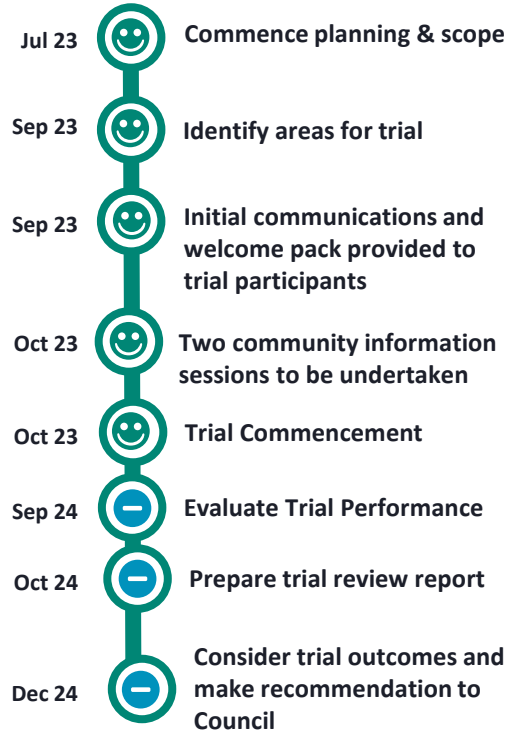 Jul 23
Commence planning & scope
Sep 23
Identify areas for trial
Sep 23
Initial communications and
welcome pack provided to
trial participants
Oct 23
Two community information
sessions to be undertaken
Oct 23
Trial Commencement
Sep 24
Evaluate Trial Performance
Oct 24
Prepare trial review report
Dec 24
Consider trial outcomes and
make recommendation to
Council